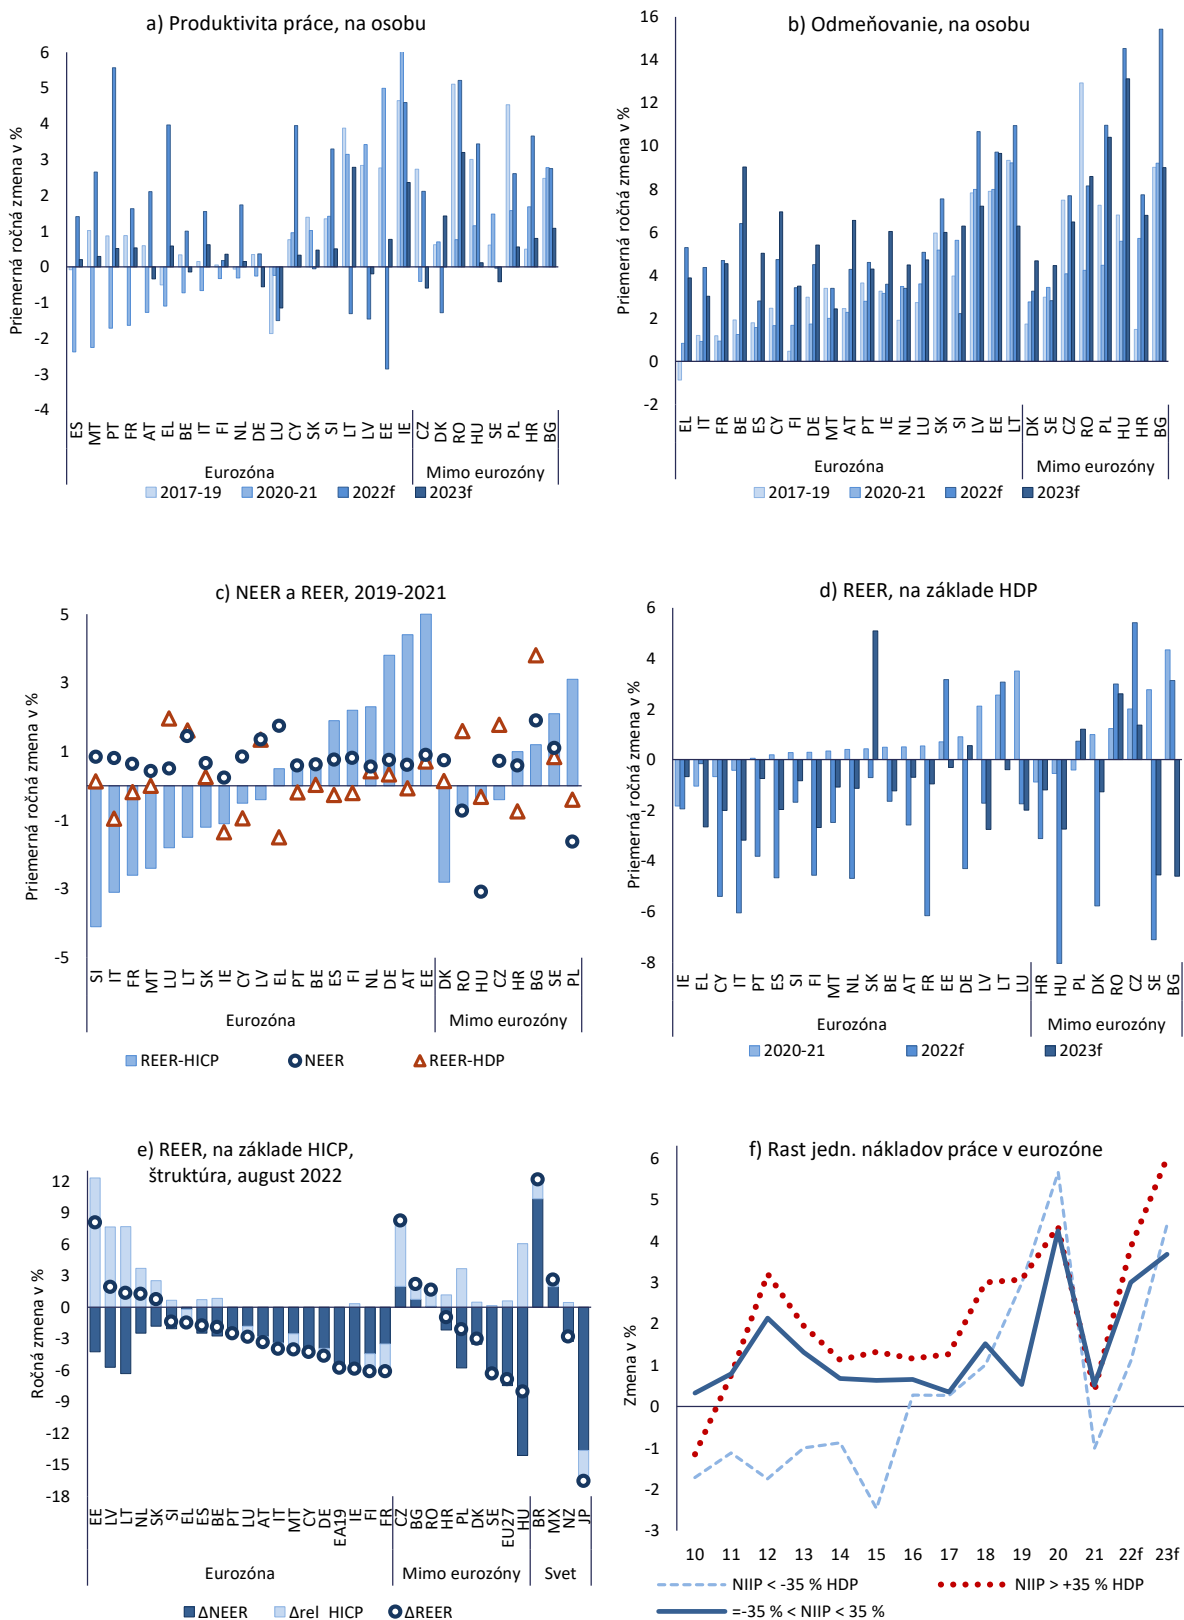 a) Produktivita práce, na osobu
Priemerná ročná zmena v %
6
5
4
3
2
1
0
-1
-2
-3
-4
ES MT PT FR AT EL BE IT FI NL DE LU CY SK SI LT LV EE IE CZ DK RO HU SE PL HR BG
Eurozóna Mimo eurozóny
2017-19 2020-21 2022f 2023f
b) Odmeňovanie, na osobu
Priemerná ročná zmena v %
16
14
12
10
8
6
4
2
0
-2
EL IT FR BE ES CY FI DE MT AT PT IE NL LU SK SI LV EE LT DK SE CZ RO PL HU HR BG
Eurozóna Mimo eurozóny
2017-19 2020-21 2022f 2023f
c) NEER a REER, 2019-2021
Priemerná ročná zmena v %
5
3
1
-1
-3
-5
SI IT FR MT LU LT SK IE CY LV EL PT BE ES FI NL DE AT EE DK RO HU CZ HR BG SE PL
Eurozóna Mimo eurozóny
REER-HICP NEER REER-HDP
d) REER, na základe HDP
Priemerná ročná zmena v %
6
4
2
0
-2
-4
-6
-8
IE EL CY IT PT ES SI FI MT NL SK BE AT FR EE DE LV LT LU HR HU PL DK RO CZ SE BG
Eurozóna Mimo eurozóny
2020-21 2022f 2023f
e) REER, na základe HICP,
štruktúra, august 2022
Ročná zmena v %
12
9
6
3
0
-3
-6
-9
-12
-15
-18
EE LV LT NL SK SI EL ES BE PT LU AT IT MT CY DE EA19 IE FI FR CZ BG RO HR PL DK SE EU27 HU BR MX NZ JP
Eurozóna Mimo eurozóny Svet
ΔNEER Δrel_HICP ΔREER
f) Rast jedn. nákladov práce v eurozóne
Zmena v %
6
5
4
3
2
1
0
-1
-2
-3
10 11 12 13 14 15 16 17 18 19 20 21 22f 23f
NIIP < -35 % HDP NIIP > +35 % HDP
=-35 % < NIIP < 35 %